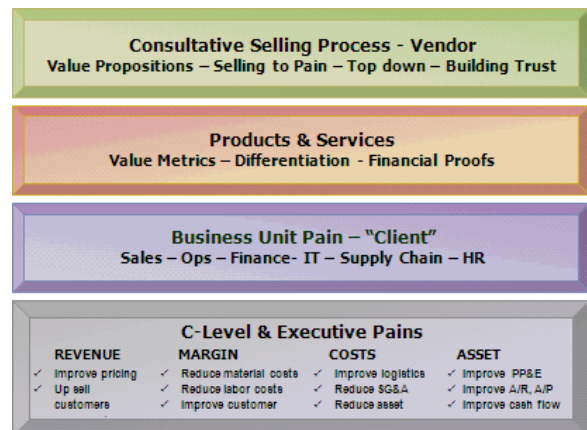 Consultative Selling Process - Vendor
Value Propositions – Selling to Pain – Top down – Building Trust
Products & Services
Value Metrics – Differentiation - Financial Proofs
Business Unit Pain – “Client”
Sales – Ops – Finance- IT – Supply Chain – HR
C-Level & Executive Pains
REVENUE MARGIN COSTS ASSET
✓ Improve pricing ✓ Reduce material costs ✓ Improve logistics ✓ Improve PP&E
✓ Up sell ✓ Reduce labor costs ✓ Reduce SG&A ✓ Improve A/R, A/P
customers ✓ Improve customer ✓ Reduce asset ✓ Improve cash flow